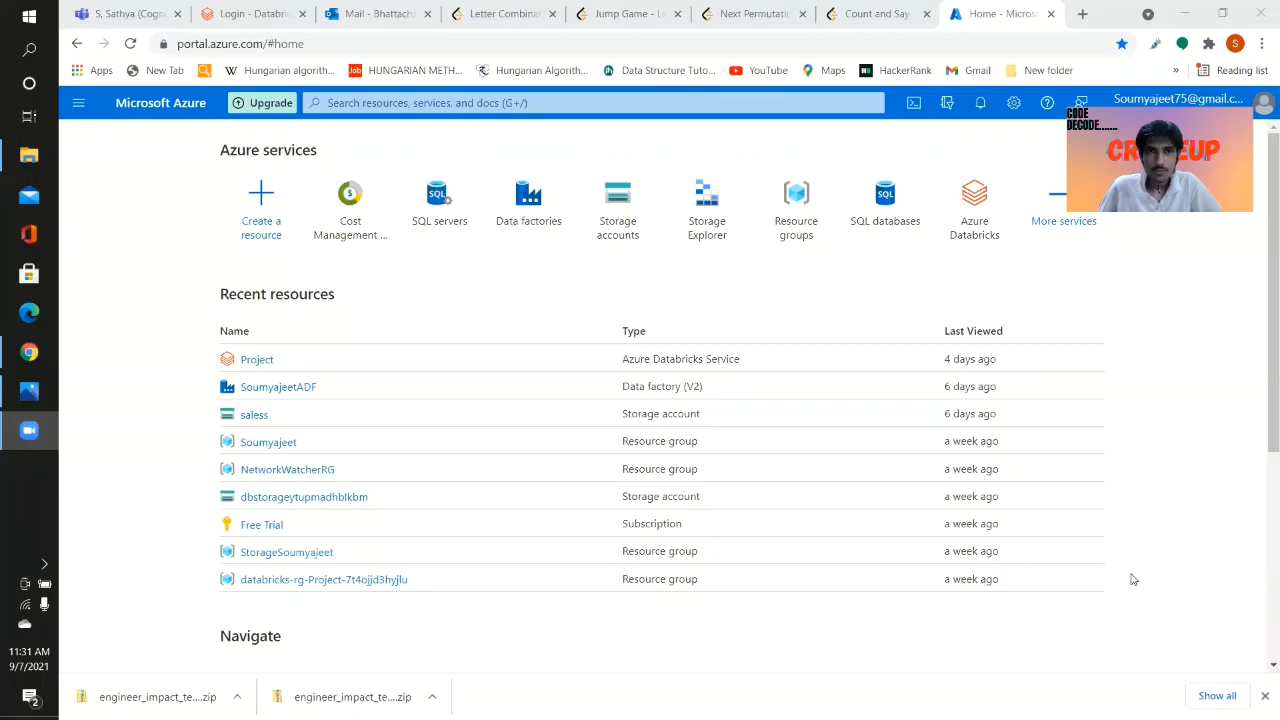 S, Sathya (Cogn
Login - Databric
Mail - Bhattach
Letter Combinat
Jump Game - Le
Next Permutatic
Count and Say
Home - Micros
portal.azure.com/#home
S
Apps
New Tab
Hungarian algorith...
HUNGARIAN METH...
Hungarian Algorith...
Data Structure Tuto...
YouTube
Maps
HackerRank
Gmail
New folder
»
Reading list
Microsoft Azure
Upgrade
Search resources, services, and docs (G+/)
Soumyajeet75@gmail.c...
CODE
DECODE.......
Azure services
Create a
resource
Cost
Management ...
SQL servers
Data factories
Storage
accounts
Storage
Explorer
Resource
groups
SQL databases
Azure
Databricks
More services
Recent resources
Name Type Last Viewed
Project Azure Databricks Service 4 days ago
SoumyajeetADF Data factory (V2) 6 days ago
saless Storage account 6 days ago
Soumyajeet Resource group a week ago
NetworkWatcherRG Resource group a week ago
dbstorageytupmadhblkbm Storage account a week ago
Free Trial Subscription a week ago
StorageSoumyajeet Resource group a week ago
databricks-rg-Project-7t4ojjd3hyjlu Resource group a week ago
Navigate
11:31 AM
9/7/2021
2
engineer_impact_te....zip
engineer_impact_te....zip
Show all